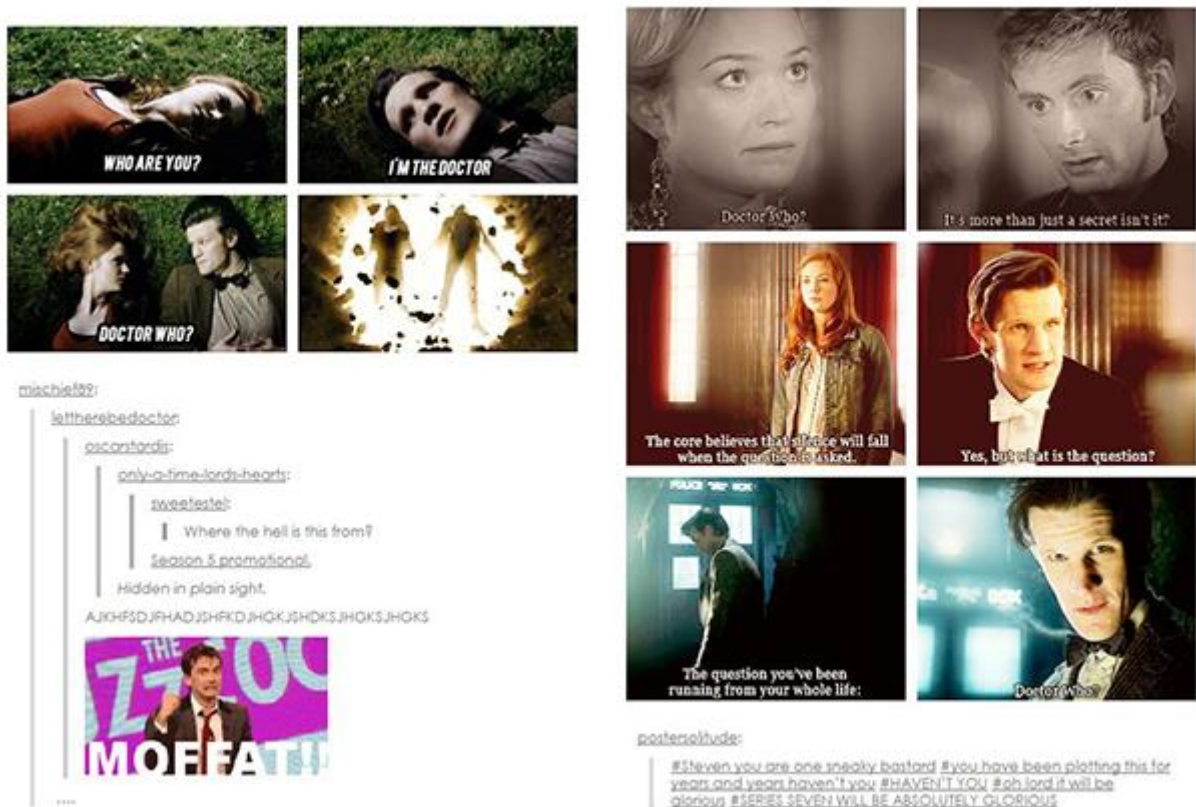 WHO ARE YOU?
I'M THE DOCTOR
DOCTOR WHO?
mischief89:
lettherebedoctor:
oscarstardis:
only-a-time-lords-hearts:
sweetestel:
Where the hell is this from?
Season 5 promotional.
Hidden in plain sight.
AJKHFSDJFHADJSHFKDJHGKJSHDKSJHGKSJHGKS
THE
MOFFAT!!
Doctor who?
It's more than just a secret isn't it?
The core believes that silence will fall
when the question is asked.
Yes, but what is the question?
POLICE BOX
The question you've been
running from your whole life:
BOX
Doctor Who?
postersolitude:
#Steven you are one sneaky bastard #you have been plotting this for
years and years haven't you #HAVEN'T YOU #oh lord it will be
glorious #SERIES SEVEN WILL BE ABSOLUTELY GLORIOUS